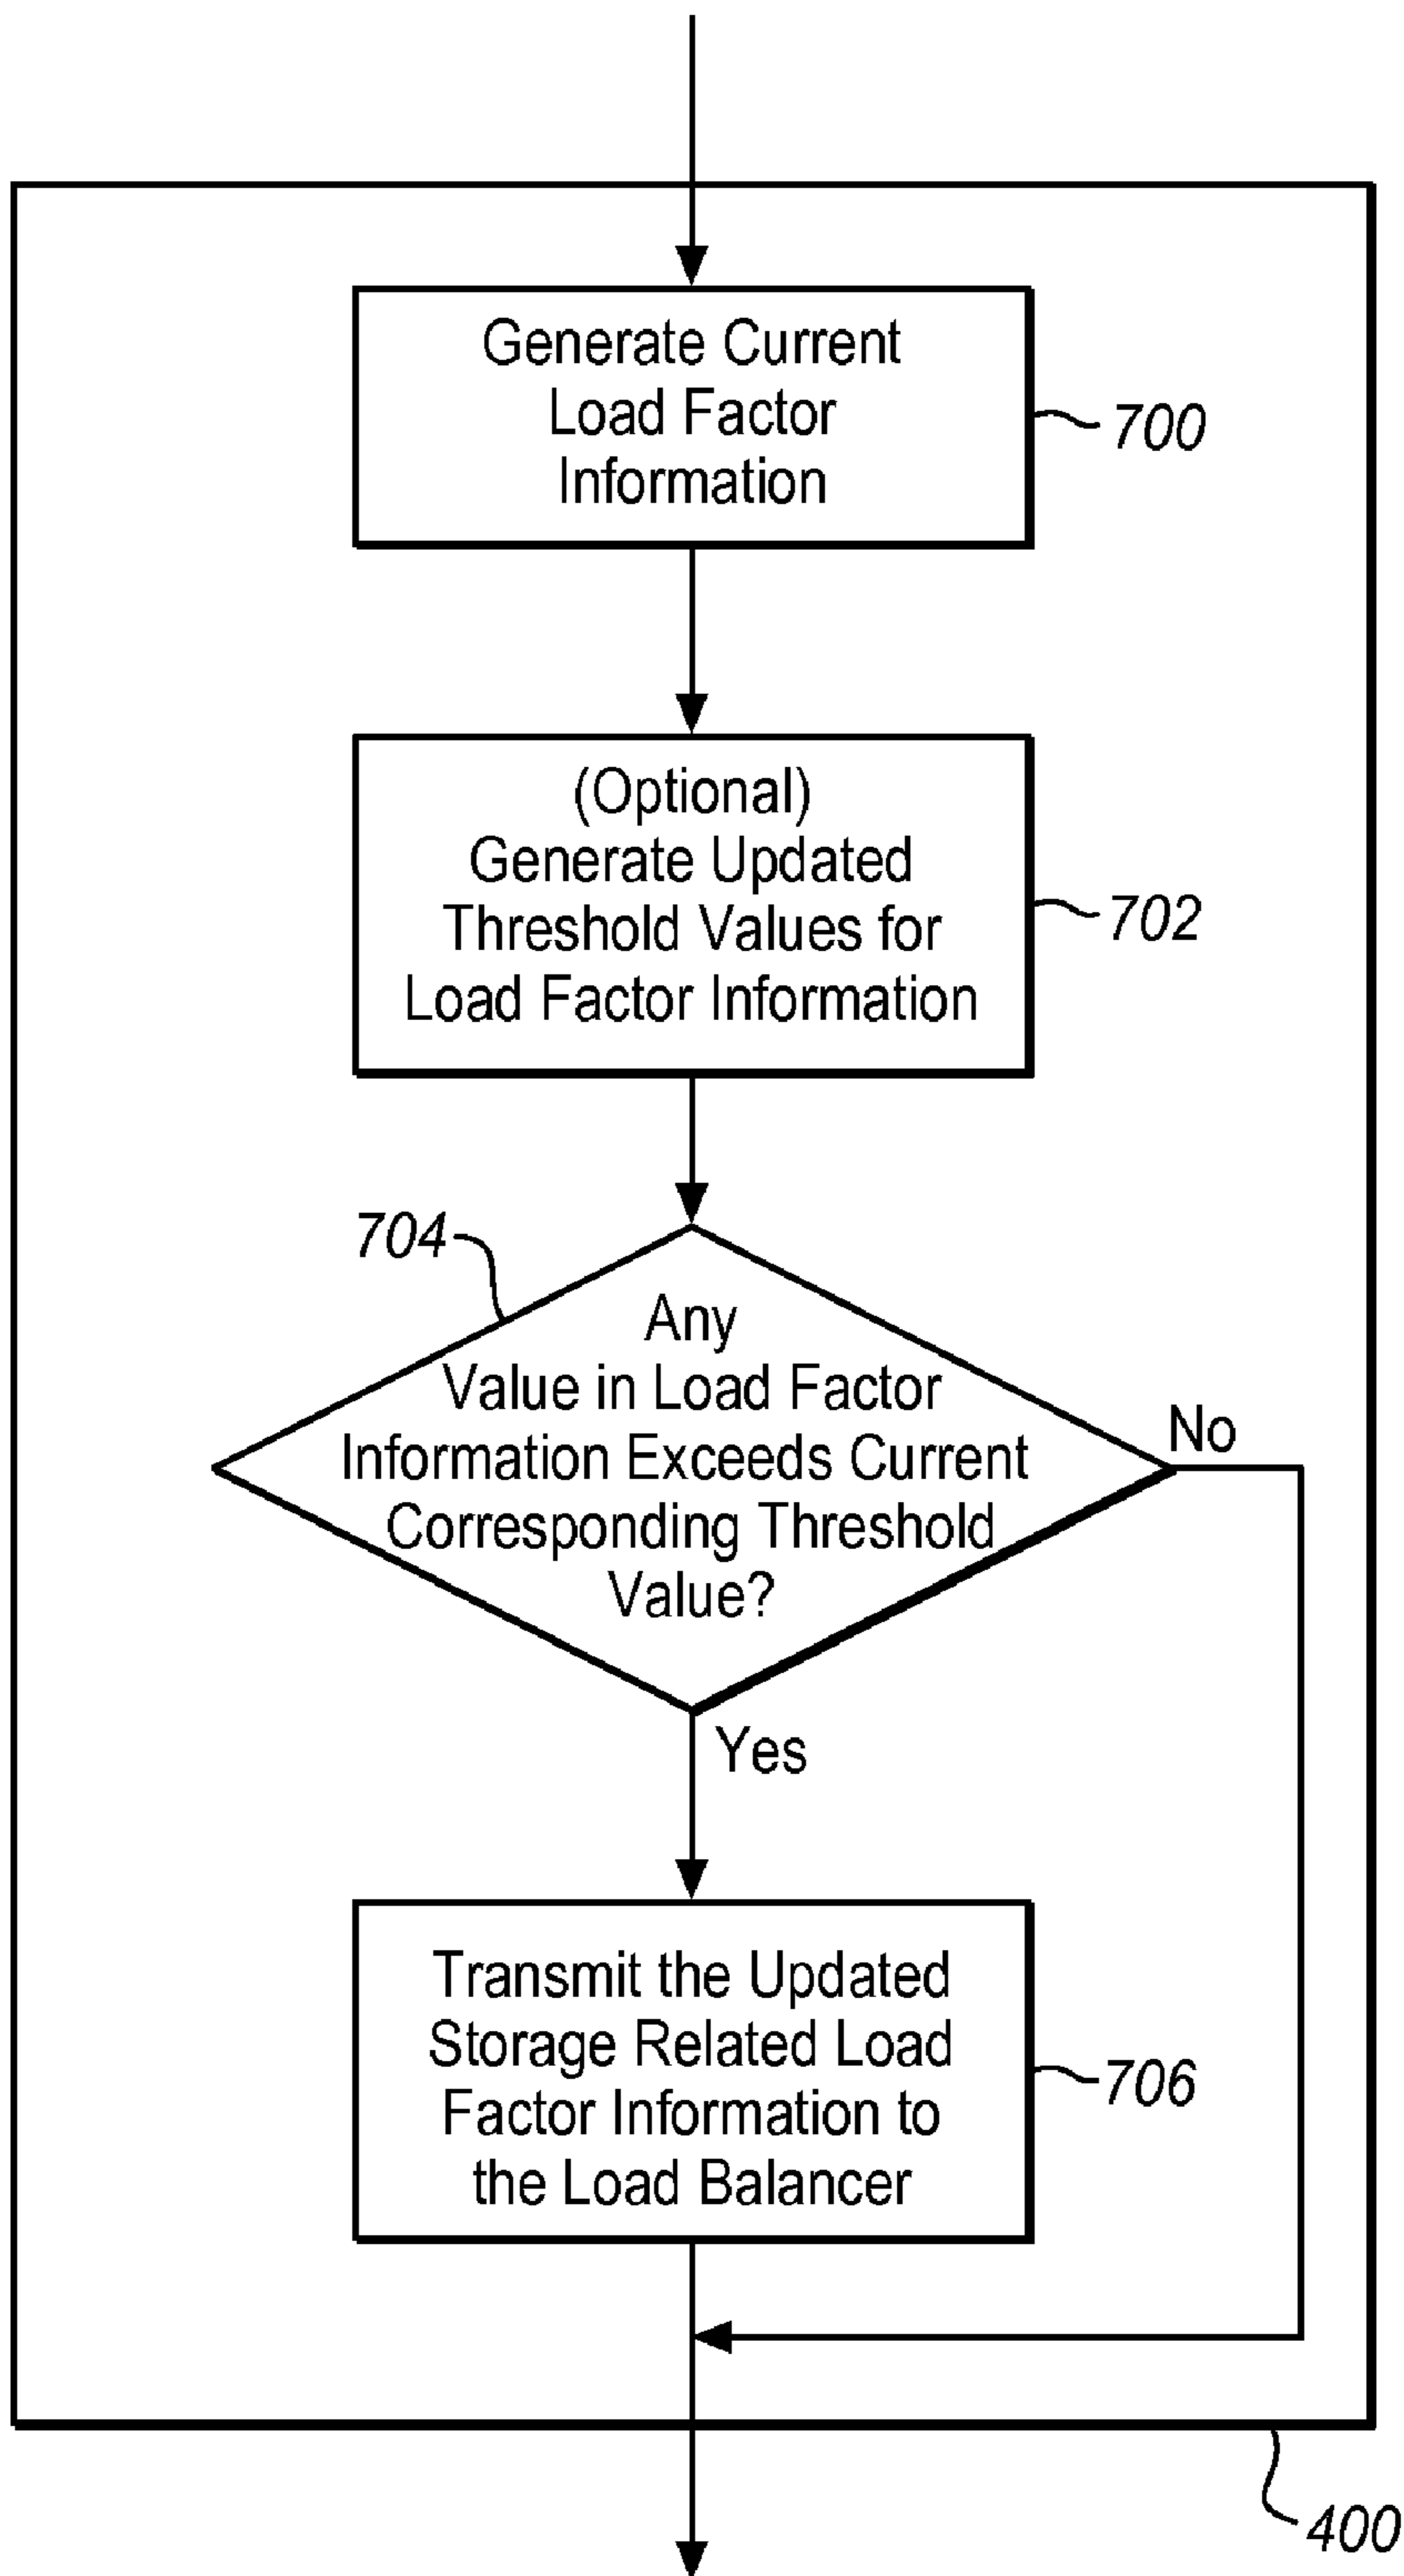 Generate Current
Load Factor
Information
700
(Optional)
Generate Updated
Threshold Values for
Load Factor Information
702
704
Any
Value in Load Factor
Information Exceeds Current
Corresponding Threshold
Value?
No
Yes
Transmit the Updated
Storage Related Load
Factor Information to
the Load Balancer
706
400